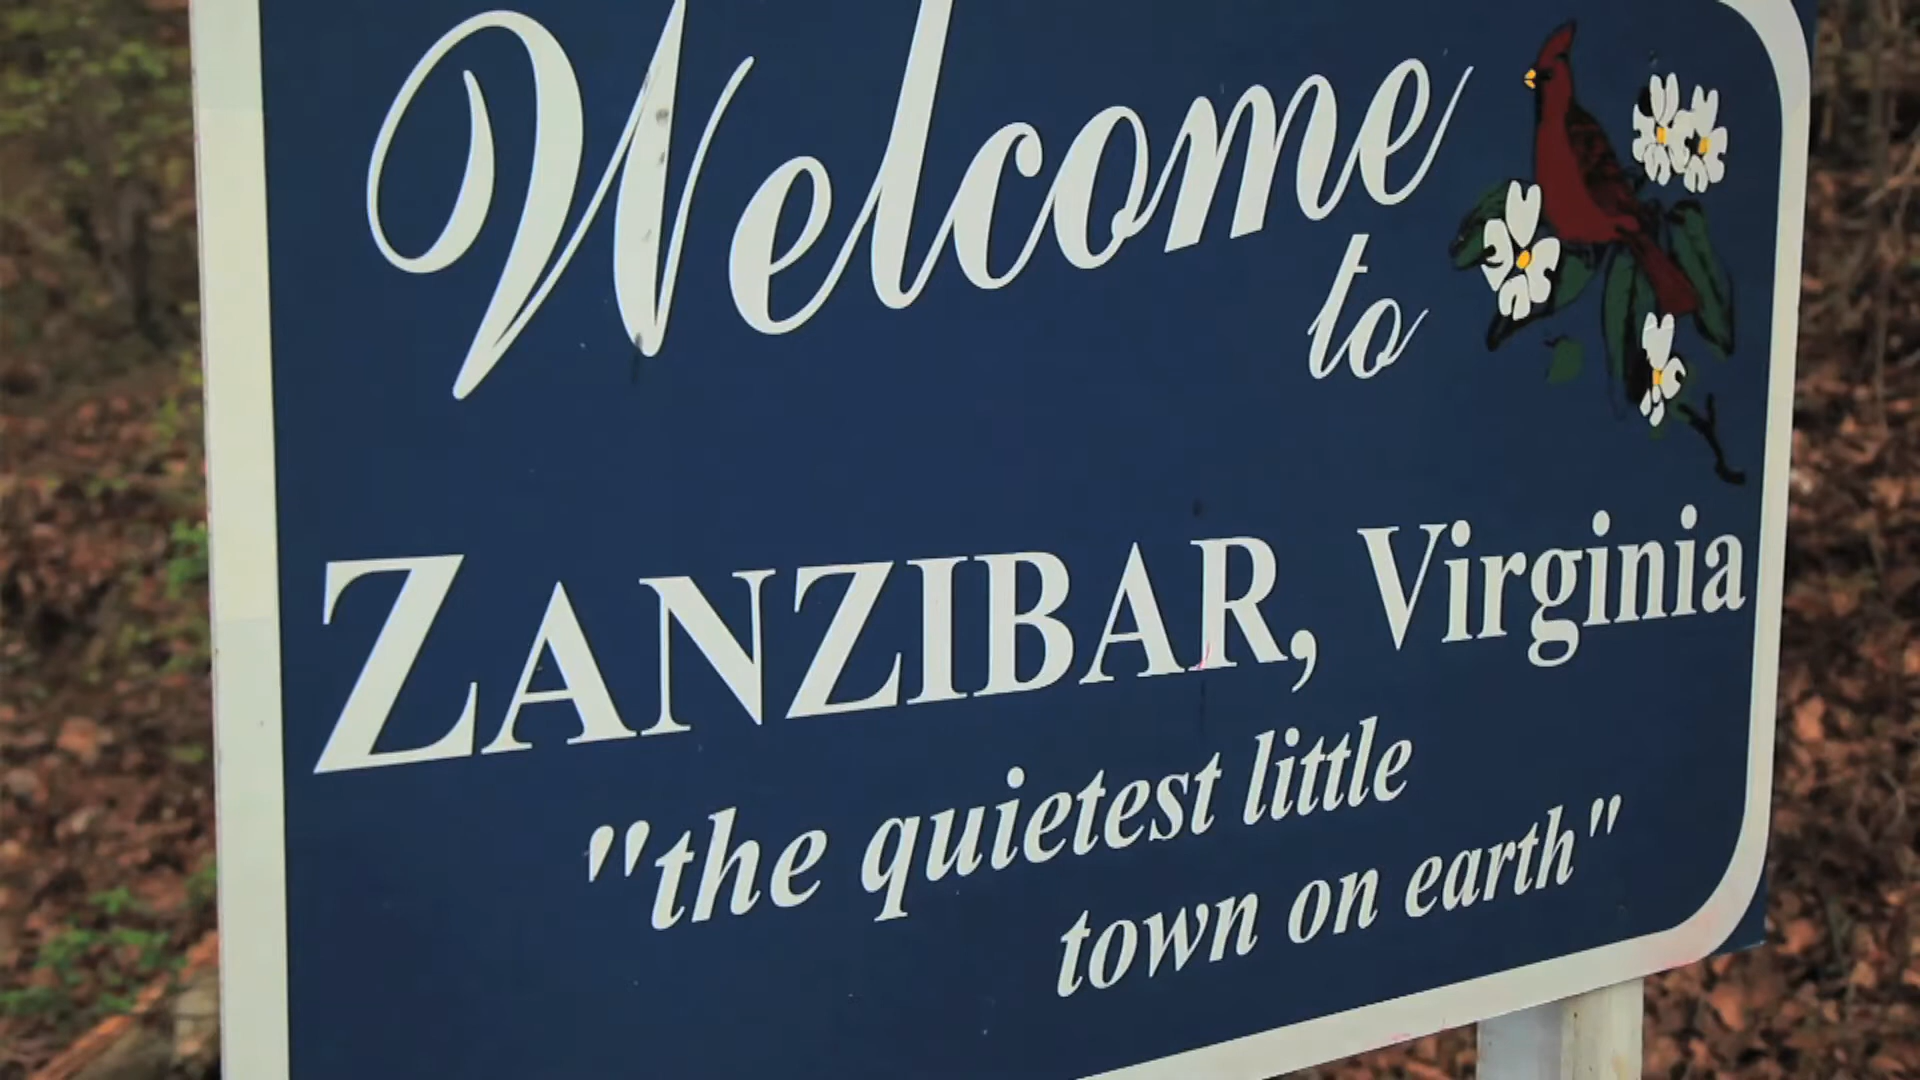 Welcome
to
ZANZIBAR, Virginia
"the quietest little
town on earth"